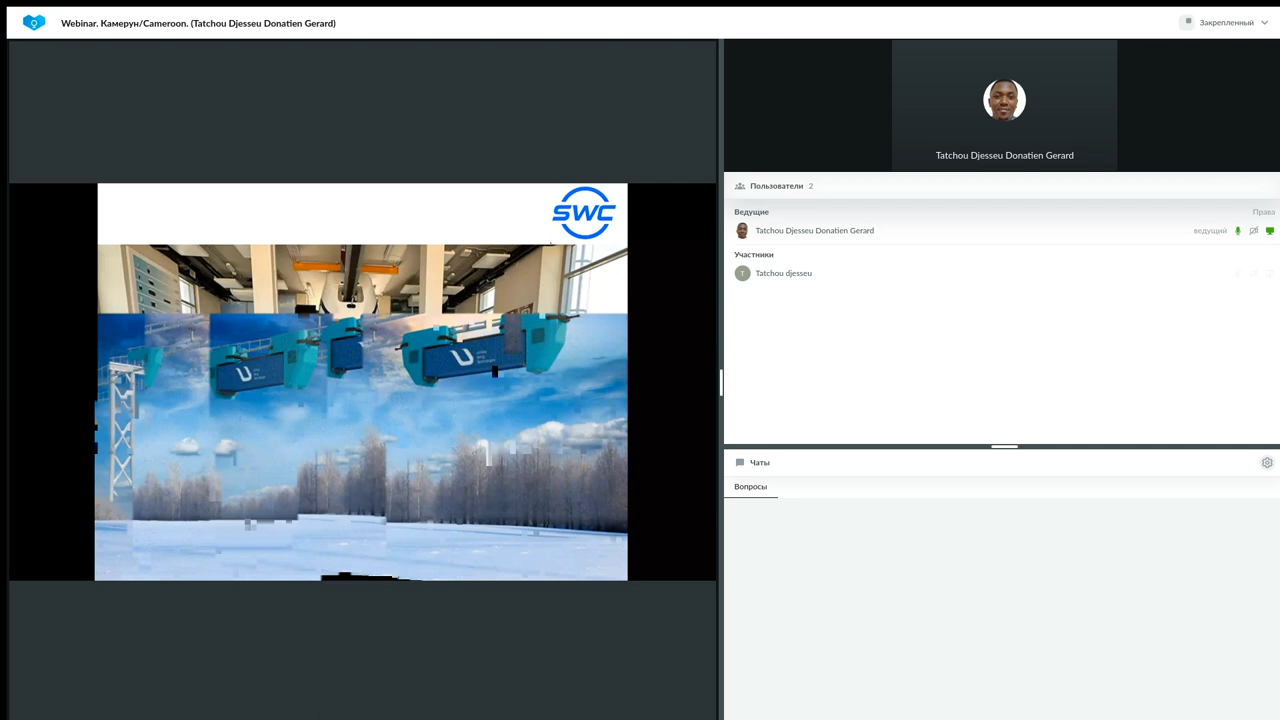 Webinar. Камерун/Cameroon. (Tatchou Djesseu Donatien Gerard)
Закрепленный
SWC
Tatchou Djesseu Donatien Gerard
Пользователи 2
Ведущие
Права
Tatchou Djesseu Donatien Gerard
ведущий
Участники
T
Tatchou djesseu
Чаты
Вопросы